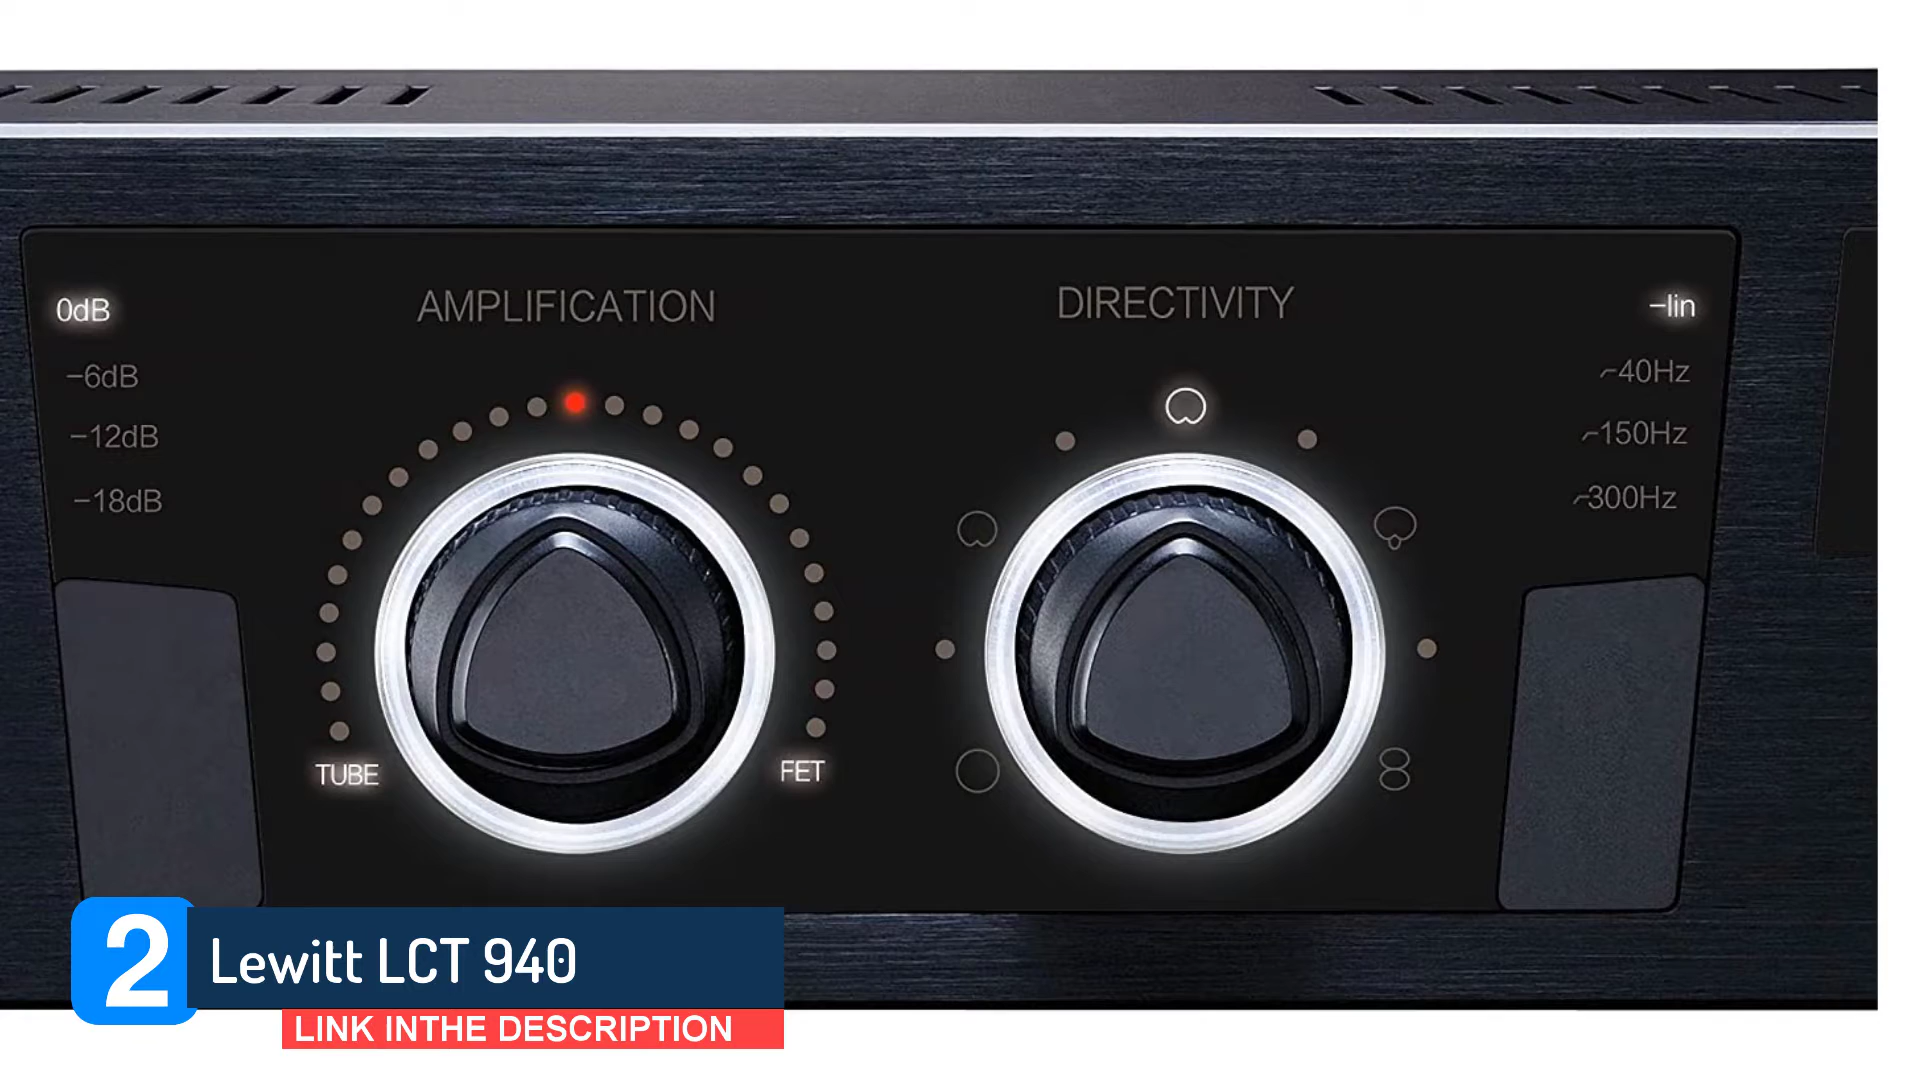 AMPLIFICATION
DIRECTIVITY
0dB
-6dB
-12dB
-18dB
-lin
40Hz
150Hz
300Hz
TUBE
FET
2
Lewitt LCT 940
LINK INTHE DESCRIPTION